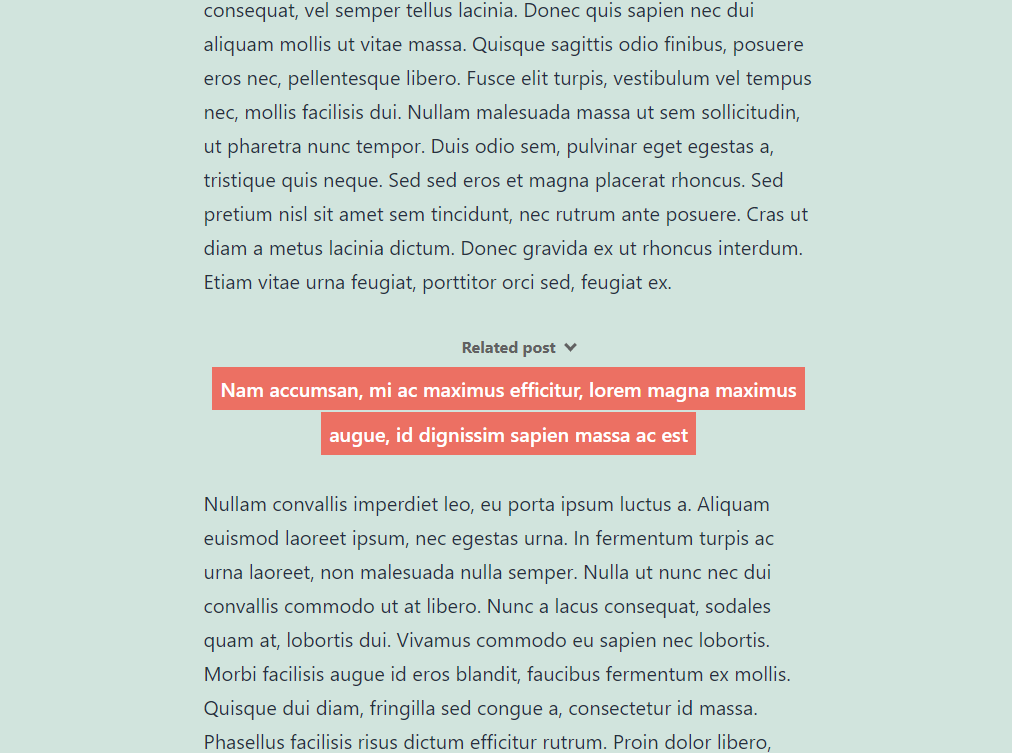 consequat, vel semper tellus lacinia. Donec quis sapien nec dui
aliquam mollis ut vitae massa. Quisque sagittis odio finibus, posuere
eros nec, pellentesque libero. Fusce elit turpis, vestibulum vel tempus
nec, mollis facilisis dui. Nullam malesuada massa ut sem sollicitudin,
ut pharetra nunc tempor. Duis odio sem, pulvinar eget egestas a,
tristique quis neque. Sed sed eros et magna placerat rhoncus. Sed
pretium nisl sit amet sem tincidunt, nec rutrum ante posuere. Cras ut
diam a metus lacinia dictum. Donec gravida ex ut rhoncus interdum.
Etiam vitae urna feugiat, porttitor orci sed, feugiat ex.
Related post
Nam accumsan, mi ac maximus efficitur, lorem magna maximus
augue, id dignissim sapien massa ac est
Nullam convallis imperdiet leo, eu porta ipsum luctus a. Aliquam
euismod laoreet ipsum, nec egestas urna. In fermentum turpis ac
urna laoreet, non malesuada nulla semper. Nulla ut nunc nec dui
convallis commodo ut at libero. Nunc a lacus consequat, sodales
quam at, lobortis dui. Vivamus commodo eu sapien nec lobortis.
Morbi facilisis augue id eros blandit, faucibus fermentum ex mollis.
Quisque dui diam, fringilla sed congue a, consectetur id massa.
Phasellus facilisis risus dictum efficitur rutrum. Proin dolor libero,